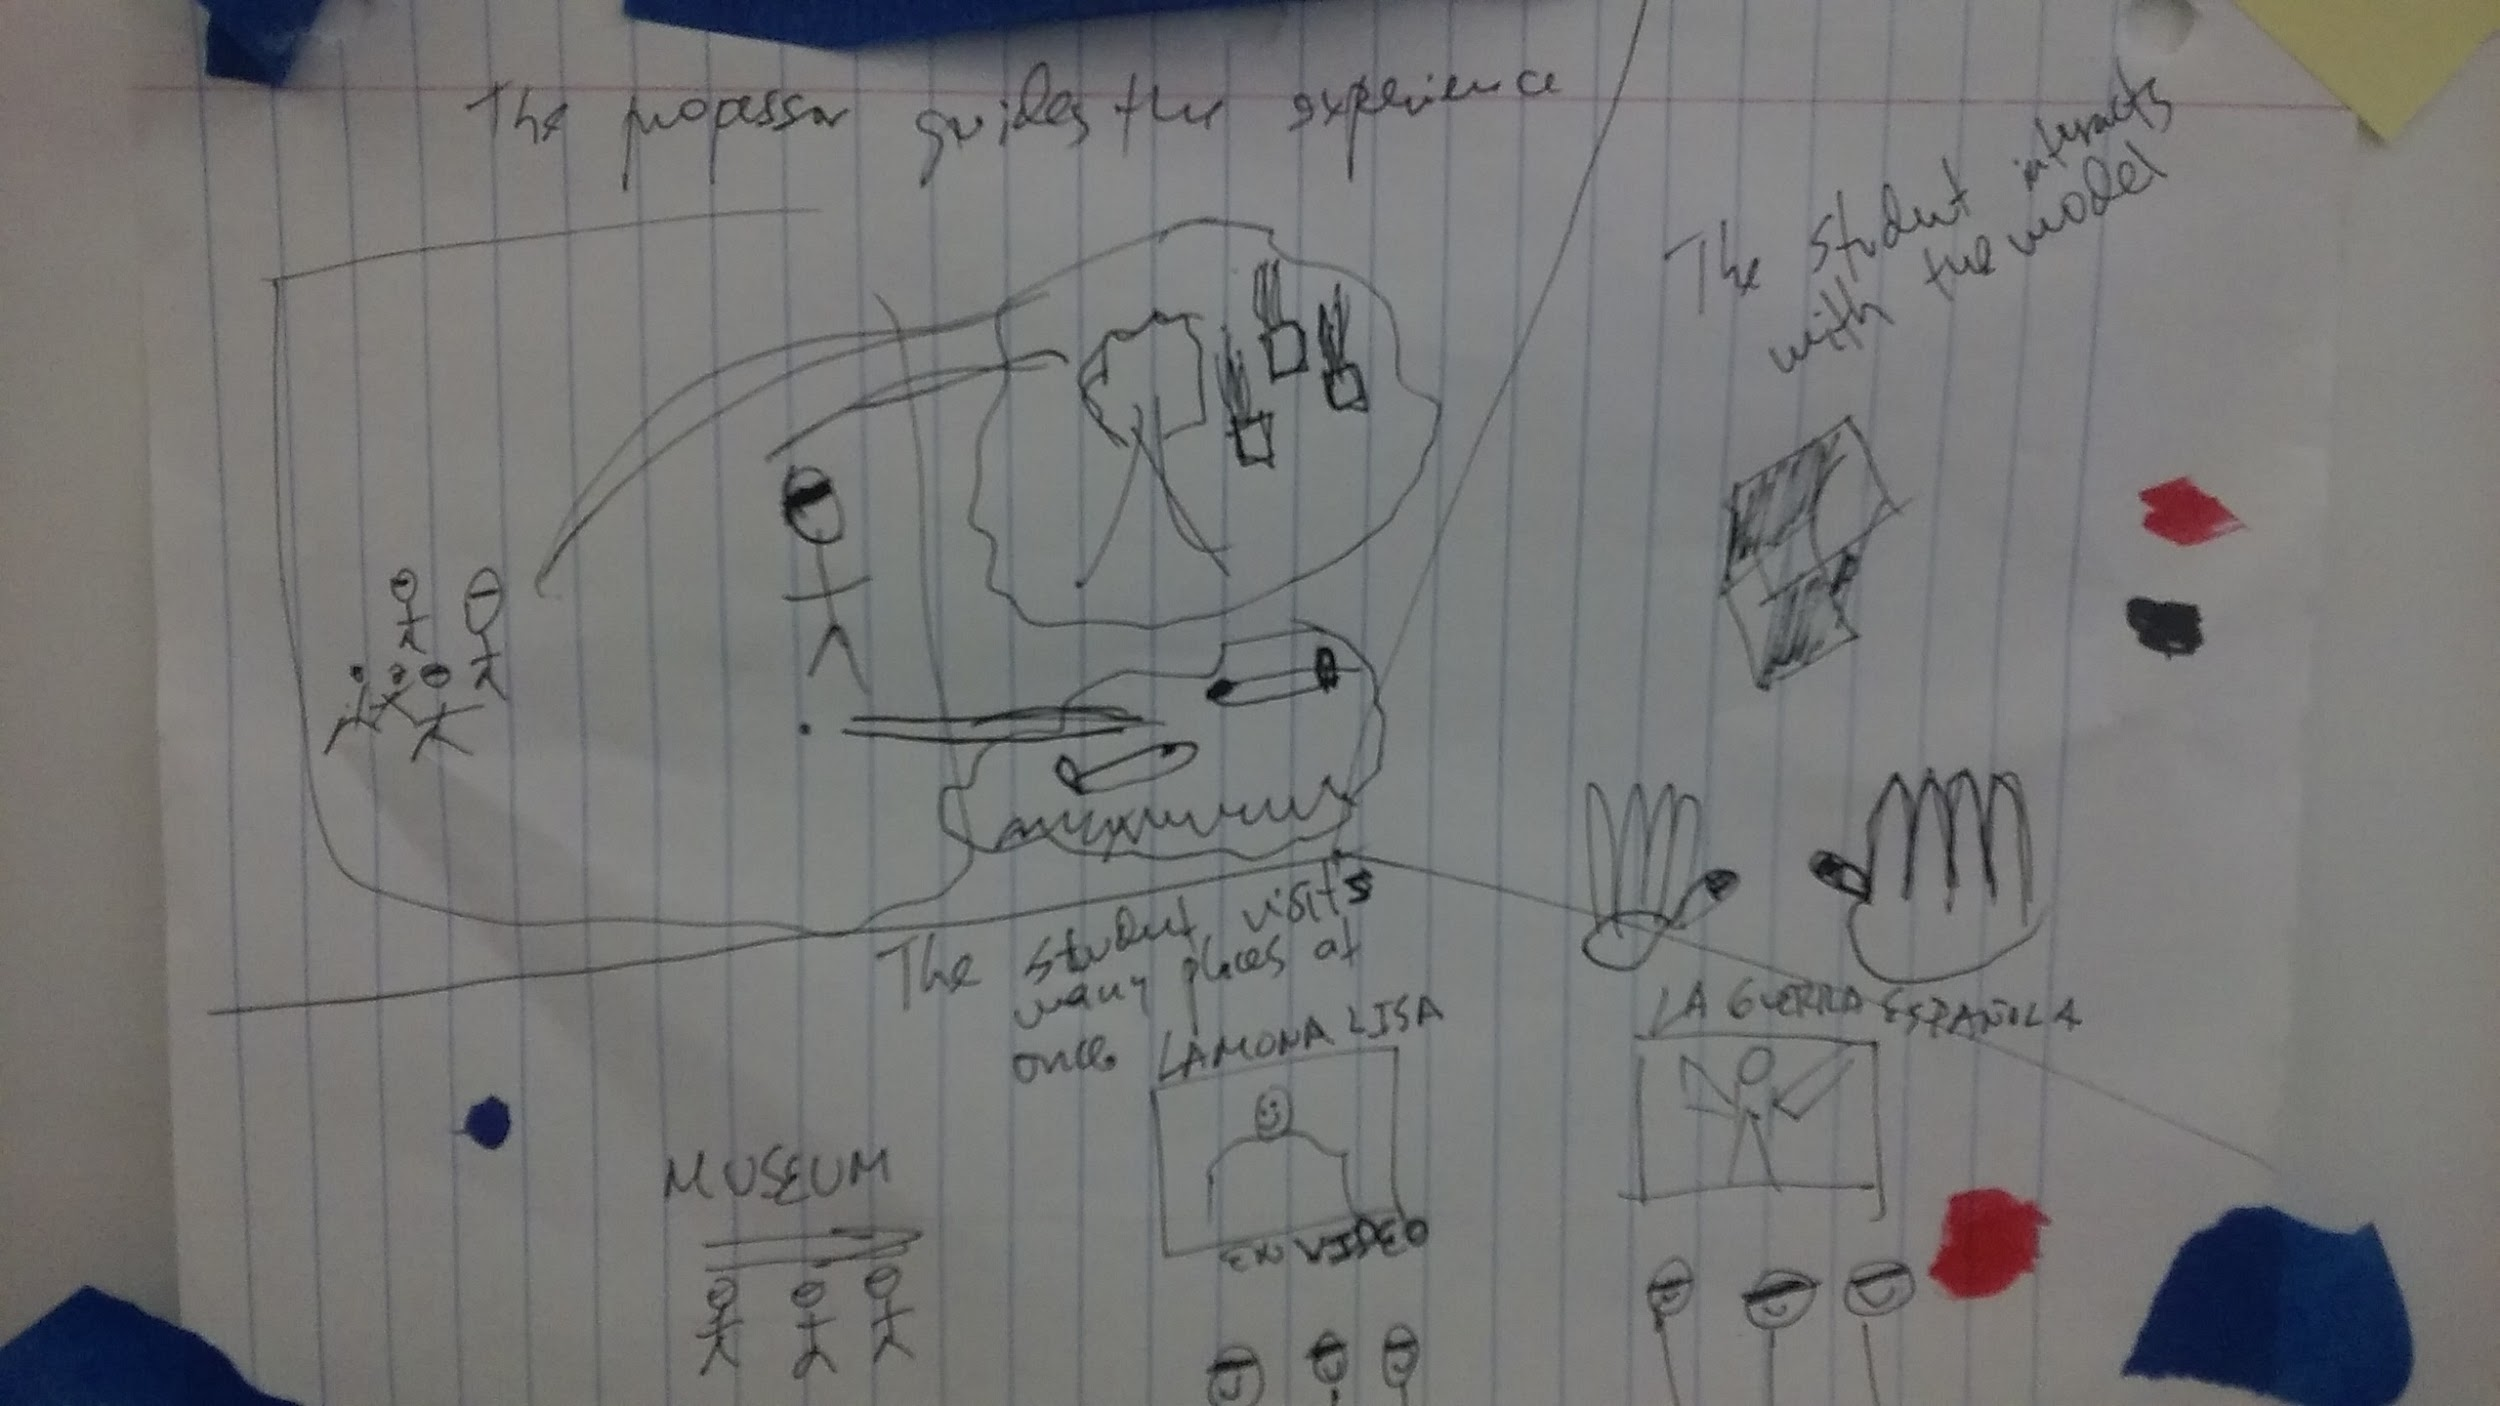 The professor guides the experience
The student interacts
with the model
The student visits
many places at
once
LA MONA LISA
EN VIDEO
LA GUERRA ESPAÑOLA
MUSEUM